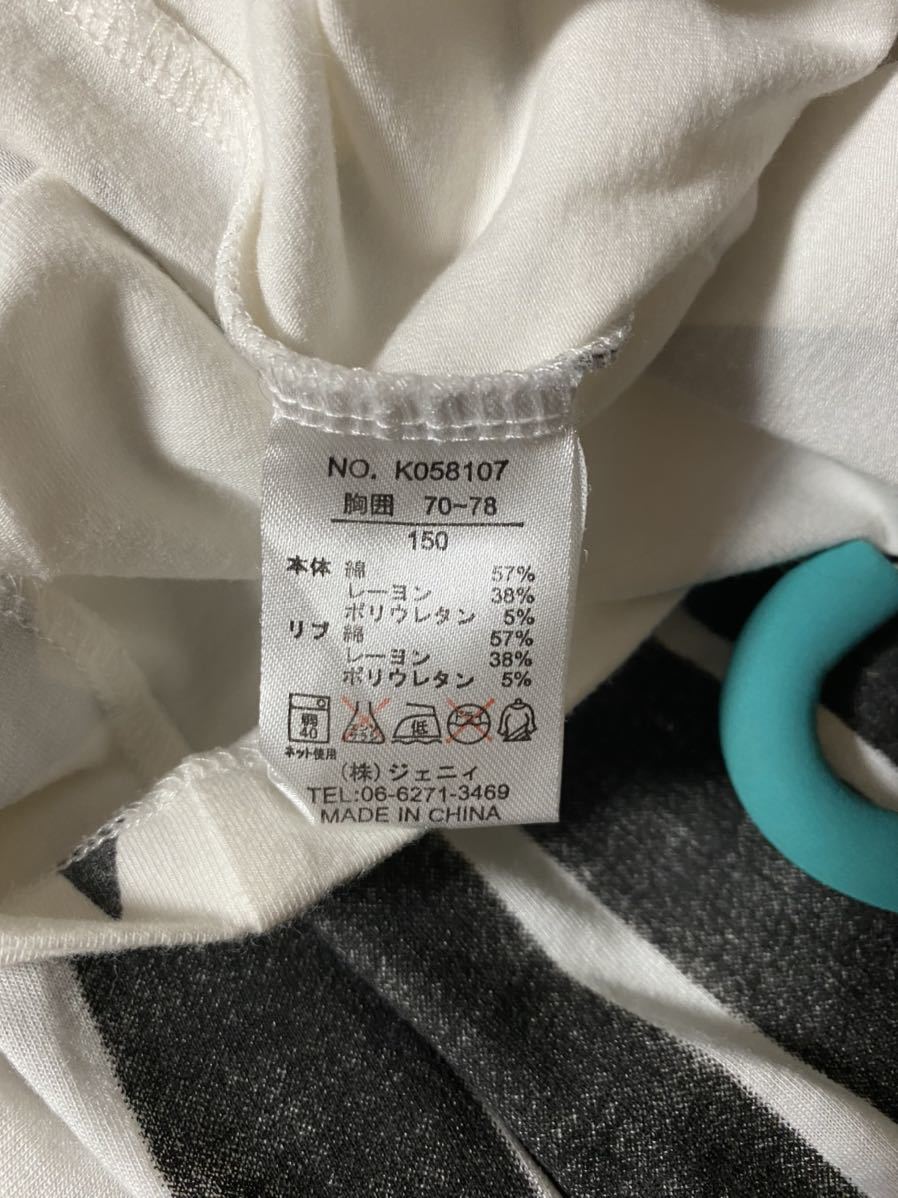 NO. K058107
胸囲 70~78
150
本体 綿 57%
レーヨン 38%
ポリウレタン 5%
リブ 綿 57%
レーヨン 38%
ポリウレタン 5%
弱 40 低 ドライ
ネット使用
(株)ジェニィ
TEL:06-6271-3469
MADE IN CHINA